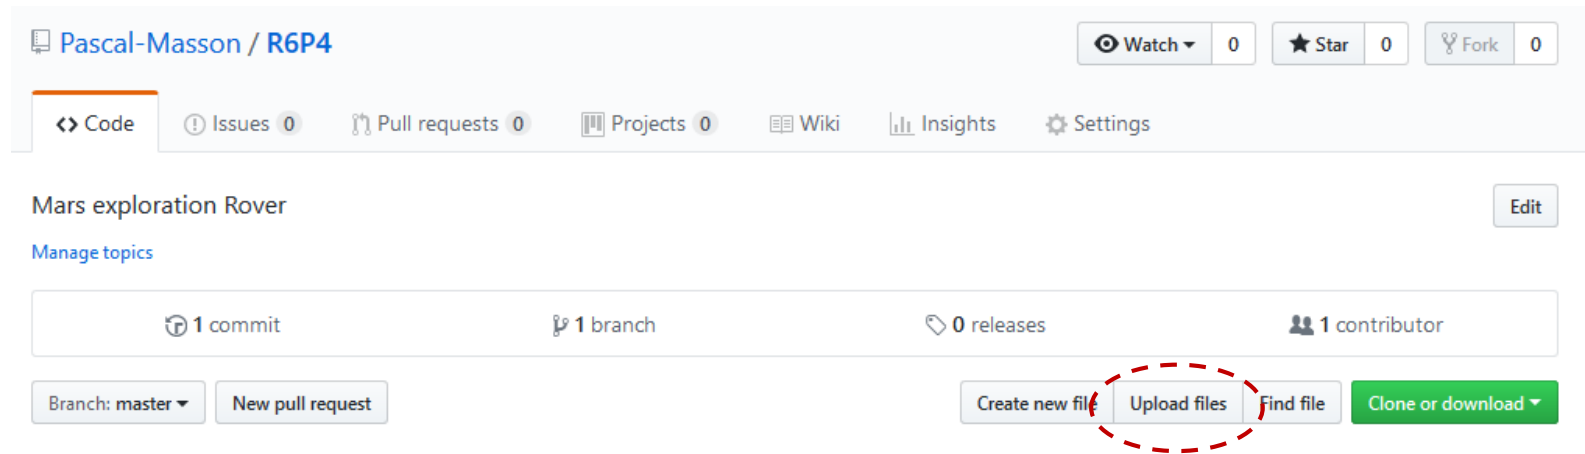 Pascal-Masson / R6P4 Watch 0 Star 0 Fork 0
Code Issues 0 Pull requests 0 Projects 0 Wiki Insights Settings
Mars exploration Rover Edit
Manage topics
1 commit 1 branch 0 releases 1 contributor
Branch: master New pull request Create new file Upload files Find file Clone or download